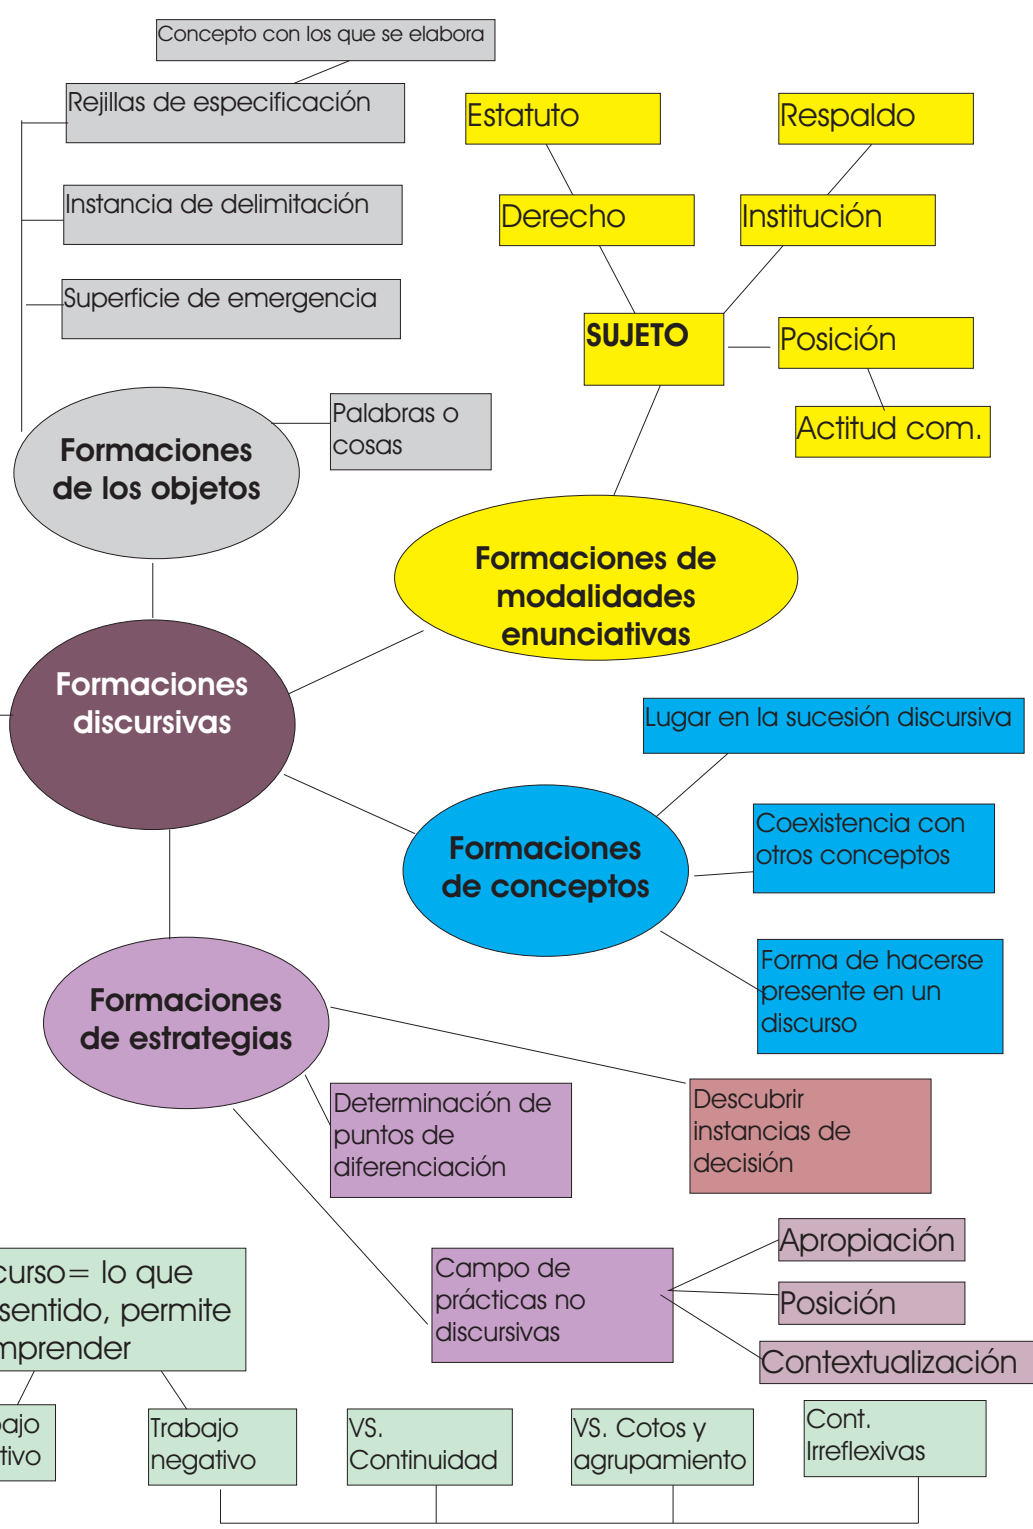 Concepto con los que se elabora
Rejillas de especificación
Instancia de delimitación
Superficie de emergencia
Formaciones
de los objetos
Palabras o
cosas
Estatuto
Respaldo
Derecho
Institución
SUJETO
Posición
Actitud com.
Formaciones de
modalidades
enunciativas
Formaciones
discursivas
Lugar en la sucesión discursiva
Coexistencia con
otros conceptos
Formaciones
de conceptos
Forma de hacerse
presente en un
discurso
Formaciones
de estrategias
Determinación de
puntos de
diferenciación
Descubrir
instancias de
decisión
Campo de
prácticas no
discursivas
Apropiación
Posición
Contextualización
curso= lo que
sentido, permite
mprender
ajo
tivo
Trabajo
negativo
VS.
Continuidad
VS. Cotos y
agrupamiento
Cont.
Irreflexivas